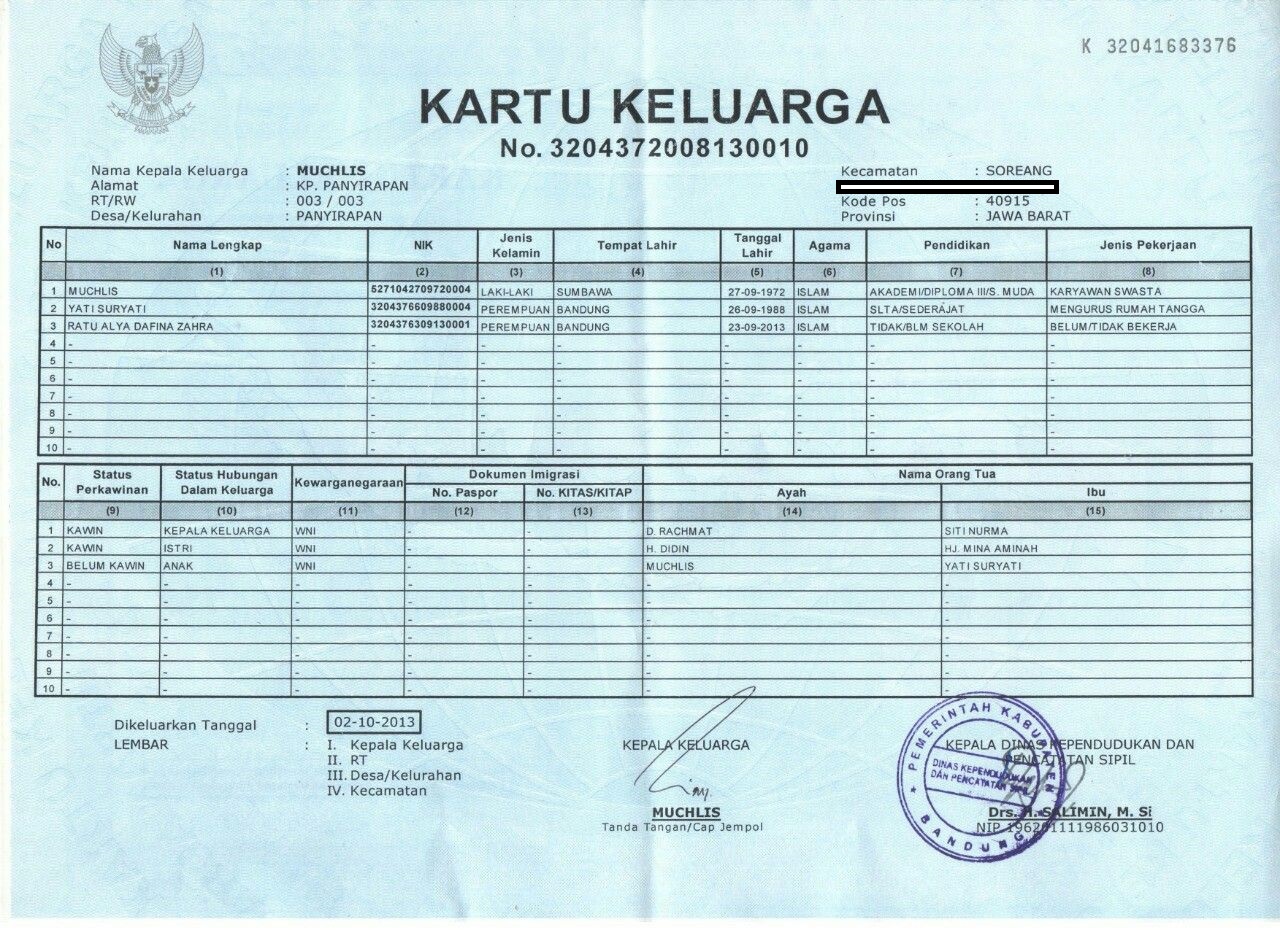 K 32041683376
KARTU KELUARGA
No. 3204372008130010
Nama Kepala Keluarga : MUCHLIS Kecamatan : SOREANG
Alamat : KP. PANYIRAPAN
RT/RW : 003 / 003 Kode Pos : 40915
Desa/Kelurahan : PANYIRAPAN Provinsi : JAWA BARAT
No Nama Lengkap NIK Jenis Kelamin Tempat Lahir Tanggal Lahir Agama Pendidikan Jenis Pekerjaan
(1) (2) (3) (4) (5) (6) (7) (8)
1 MUCHLIS 5271042709720004 LAKI-LAKI SUMBAWA 27-09-1972 ISLAM AKADEMI/DIPLOMA III/S. MUDA KARYAWAN SWASTA
2 YATI SURYATI 3204376609880004 PEREMPUAN BANDUNG 26-09-1988 ISLAM SLTA/SEDERAJAT MENGURUS RUMAH TANGGA
3 RATU ALYA DAFINA ZAHRA 3204376309130001 PEREMPUAN BANDUNG 23-09-2013 ISLAM TIDAK/BLM SEKOLAH BELUM/TIDAK BEKERJA
4 - - - - - - - -
5 - - - - - - - -
6 - - - - - - - -
7 - - - - - - - -
8 - - - - - - - -
9 - - - - - - - -
10 - - - - - - - -
No. Status Perkawinan Status Hubungan Dalam Keluarga Kewarganegaraan Dokumen Imigrasi Nama Orang Tua
No. Paspor No. KITAS/KITAP Ayah Ibu
(9) (10) (11) (12) (13) (14) (15)
1 KAWIN KEPALA KELUARGA WNI - - D. RACHMAT SITI NURMA
2 KAWIN ISTRI WNI - - H. DIDIN HJ. MINA AMINAH
3 BELUM KAWIN ANAK WNI - - MUCHLIS YATI SURYATI
4 - - - - - - -
5 - - - - - - -
6 - - - - - - -
7 - - - - - - -
8 - - - - - - -
9 - - - - - - -
10 - - - - - - -
Dikeluarkan Tanggal : 02-10-2013
LEMBAR : I. Kepala Keluarga
II. RT
III. Desa/Kelurahan
IV. Kecamatan
KEPALA KELUARGA
MUCHLIS
Tanda Tangan/Cap Jempol
KEPALA DINAS KEPENDUDUKAN DAN
PENCATATAN SIPIL
Drs. H. SALIMIN, M. Si
NIP
PEMERINTAH KABUPATEN
DINAS KEPENDUDUKAN
DAN PENCATATAN SIPIL
BANDUNG